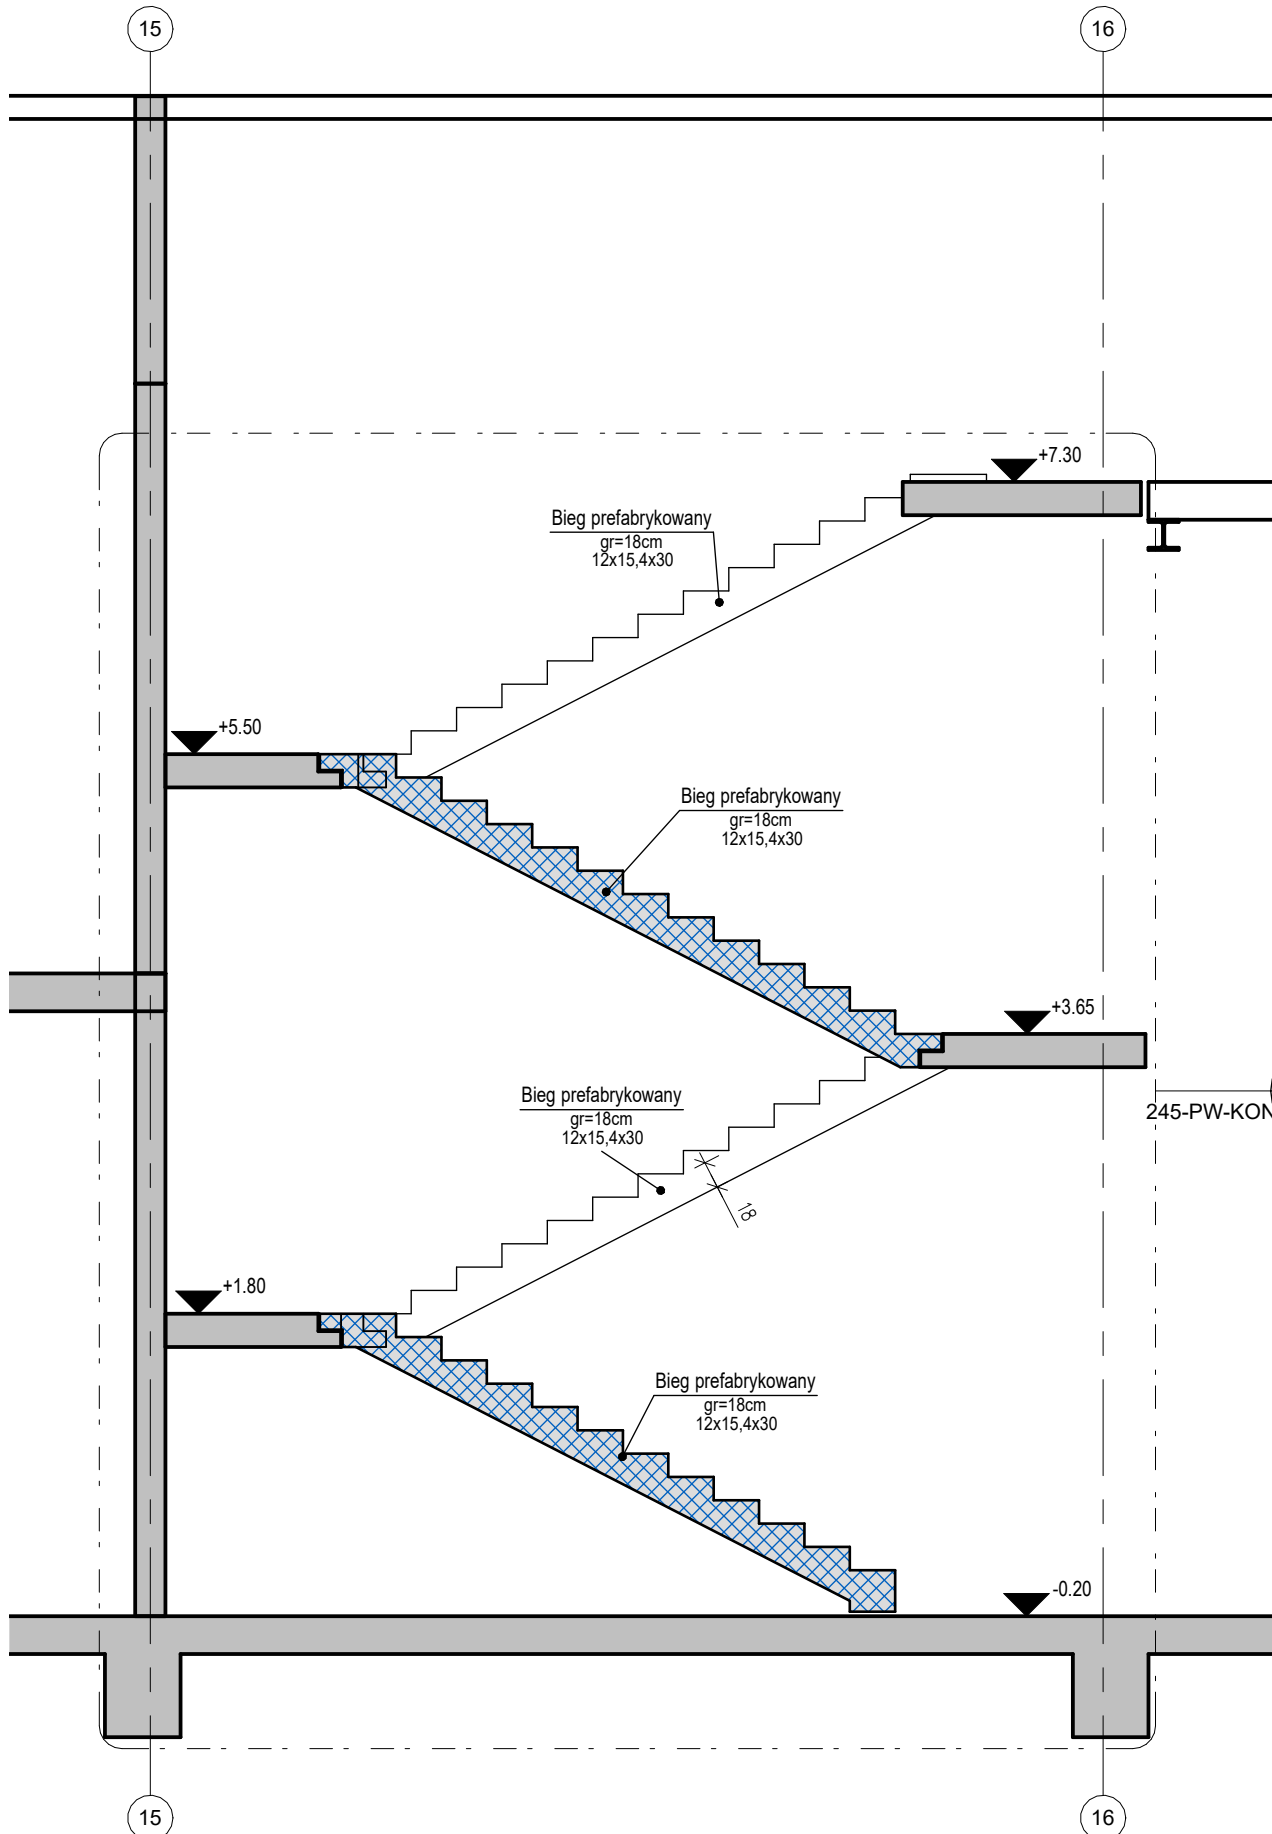 15
16
+7.30
Bieg prefabrykowany
gr=18cm
12x15,4x30
+5.50
Bieg prefabrykowany
gr=18cm
12x15,4x30
+3.65
Bieg prefabrykowany
gr=18cm
12x15,4x30
245-PW-KON
18
+1.80
Bieg prefabrykowany
gr=18cm
12x15,4x30
-0.20
15
16